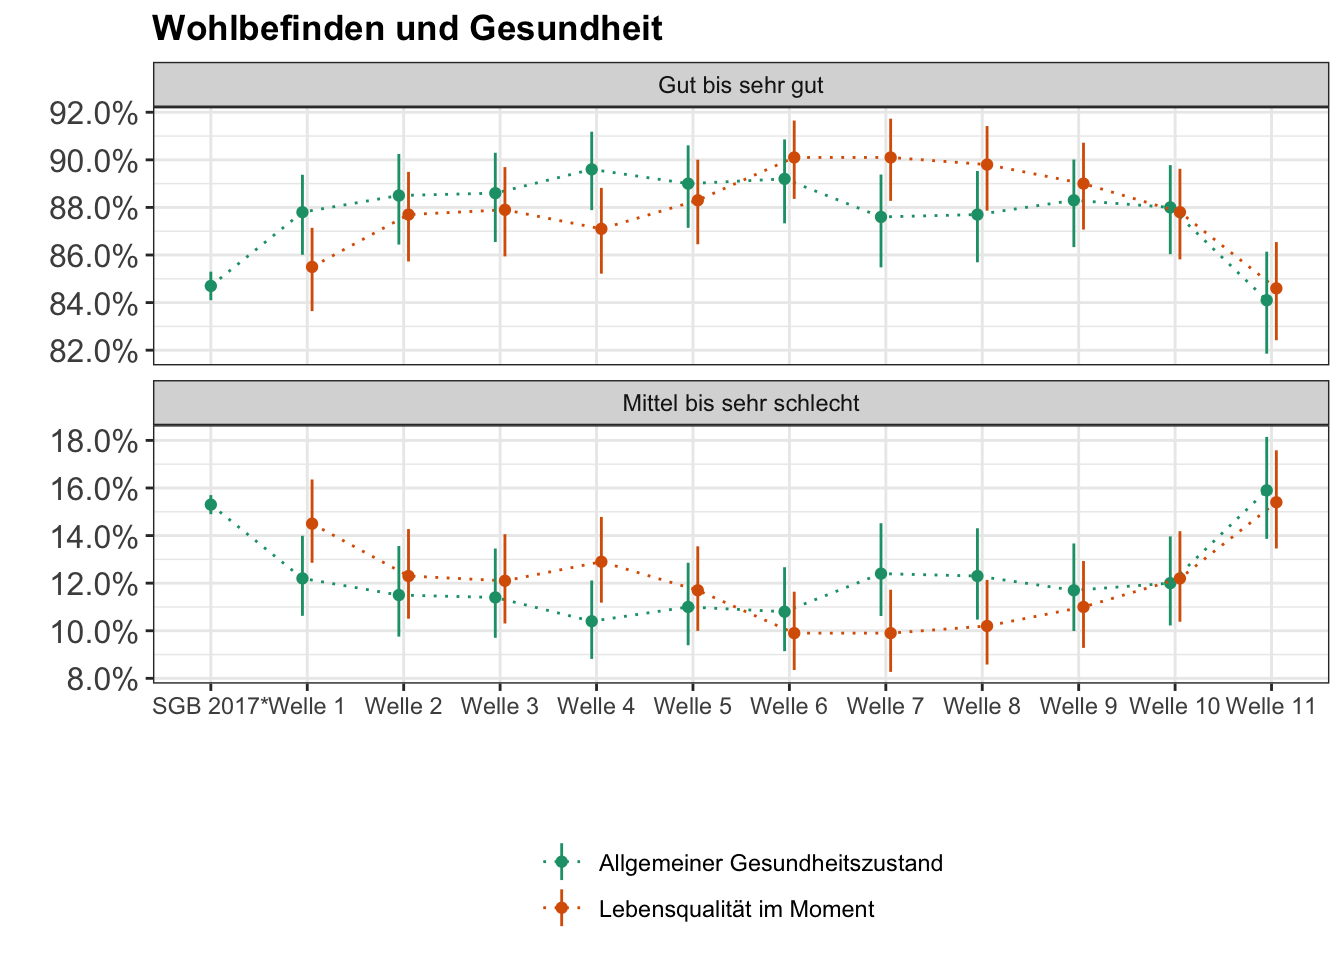 Wohlbefinden und Gesundheit
Gut bis sehr gut
92.0%
90.0%
88.0%
86.0%
84.0%
82.0%
Mittel bis sehr schlecht
18.0%
16.0%
14.0%
12.0%
10.0%
8.0%
SGB 2017* Welle 1 Welle 2 Welle 3 Welle 4 Welle 5 Welle 6 Welle 7 Welle 8 Welle 9 Welle 10 Welle 11
Allgemeiner Gesundheitszustand
Lebensqualität im Moment